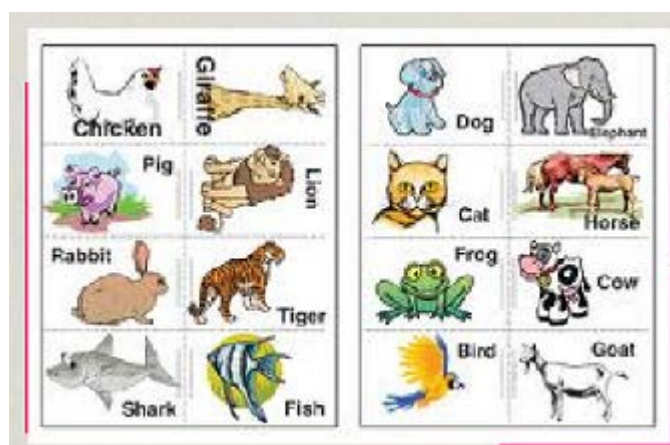 Chicken
Giraffe
Pig
Lion
Rabbit
Tiger
Shark
Fish
Dog
Elephant
Cat
Horse
Frog
Cow
Bird
Goat